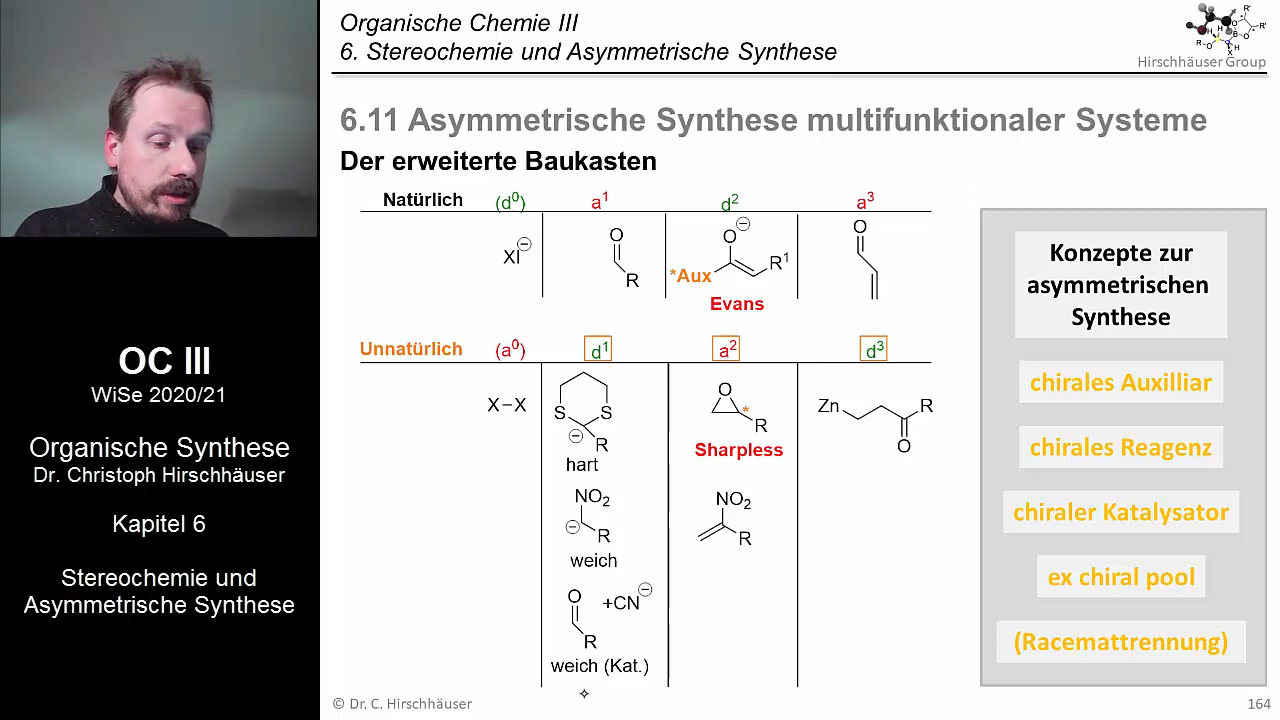 Organische Chemie III
6. Stereochemie und Asymmetrische Synthese
Hirschhäuser Group
6.11 Asymmetrische Synthese multifunktionaler Systeme
Der erweiterte Baukasten
Natürlich (d⁰) a¹ d² a³
XI⊖
O
R
O⊖
*Aux
R¹
Evans
O
Unnatürlich (a⁰) d¹ a² d³
X–X
S S
⊖
R
hart
O
*
R
Sharpless
Zn
R
O
NO₂
⊖
R
weich
NO₂
R
O
+CN⊖
R
weich (Kat.)
Konzepte zur
asymmetrischen
Synthese
chirales Auxilliar
chirales Reagenz
chiraler Katalysator
ex chiral pool
(Racemattrennung)
OC III
WiSe 2020/21
Organische Synthese
Dr. Christoph Hirschhäuser
Kapitel 6
Stereochemie und
Asymmetrische Synthese
© Dr. C. Hirschhäuser
164